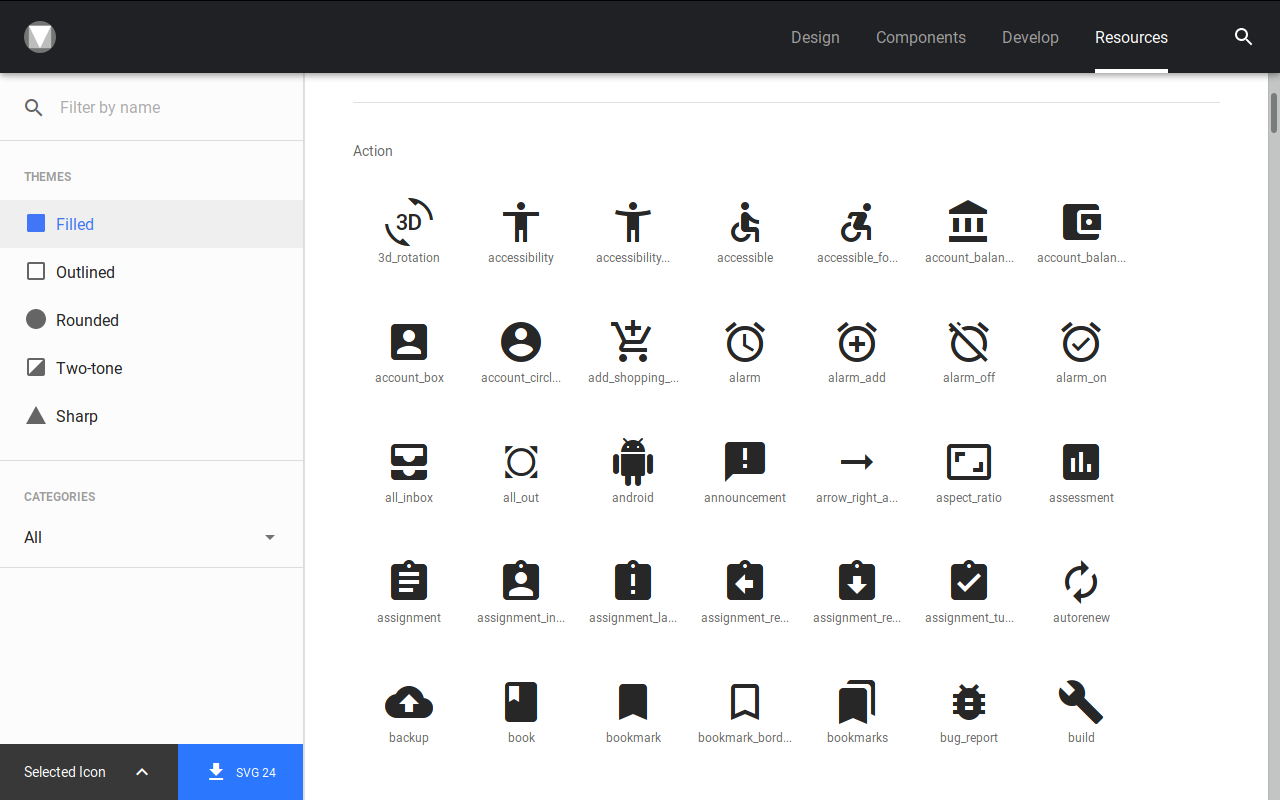 Design Components Develop Resources
Filter by name
THEMES
Filled
Outlined
Rounded
Two-tone
Sharp
CATEGORIES
All
Selected Icon
SVG 24
Action
3D
3d_rotation accessibility accessibility... accessible accessible_fo... account_balan... account_balan...
account_box account_circl... add_shopping_... alarm alarm_add alarm_off alarm_on
all_inbox all_out android announcement arrow_right_a... aspect_ratio assessment
assignment assignment_in... assignment_la... assignment_re... assignment_re... assignment_tu... autorenew
backup book bookmark bookmark_bord... bookmarks bug_report build